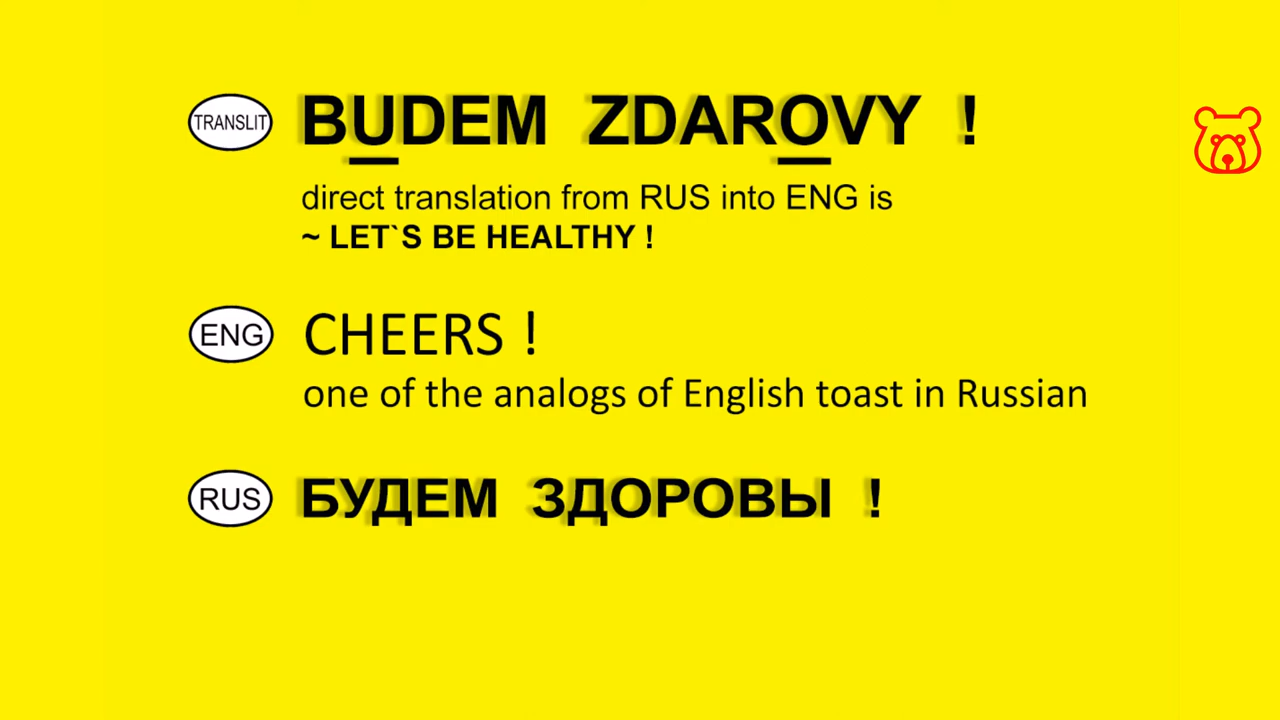 TRANSLIT BUDEM ZDAROVY !
direct translation from RUS into ENG is
~ LET`S BE HEALTHY !
ENG CHEERS !
one of the analogs of English toast in Russian
RUS БУДЕМ ЗДОРОВЫ !